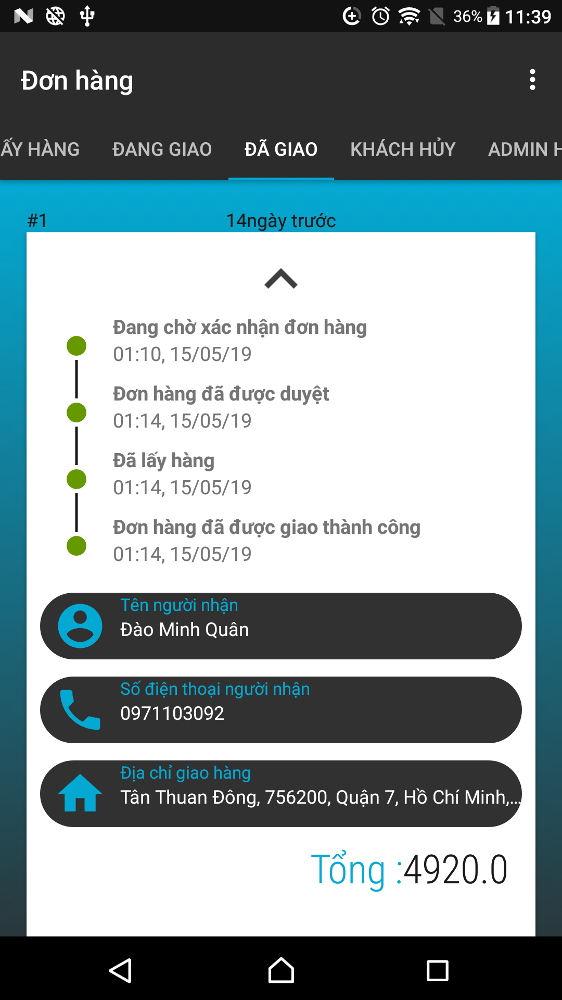 36% 11:39
Đơn hàng
ẤY HÀNG ĐANG GIAO ĐÃ GIAO KHÁCH HỦY ADMIN H
#1 14ngày trước
Đang chờ xác nhận đơn hàng
01:10, 15/05/19
Đơn hàng đã được duyệt
01:14, 15/05/19
Đã lấy hàng
01:14, 15/05/19
Đơn hàng đã được giao thành công
01:14, 15/05/19
Tên người nhận
Đào Minh Quân
Số điện thoại người nhận
0971103092
Địa chỉ giao hàng
Tân Thuan Đông, 756200, Quận 7, Hồ Chí Minh,...
Tổng :4920.0